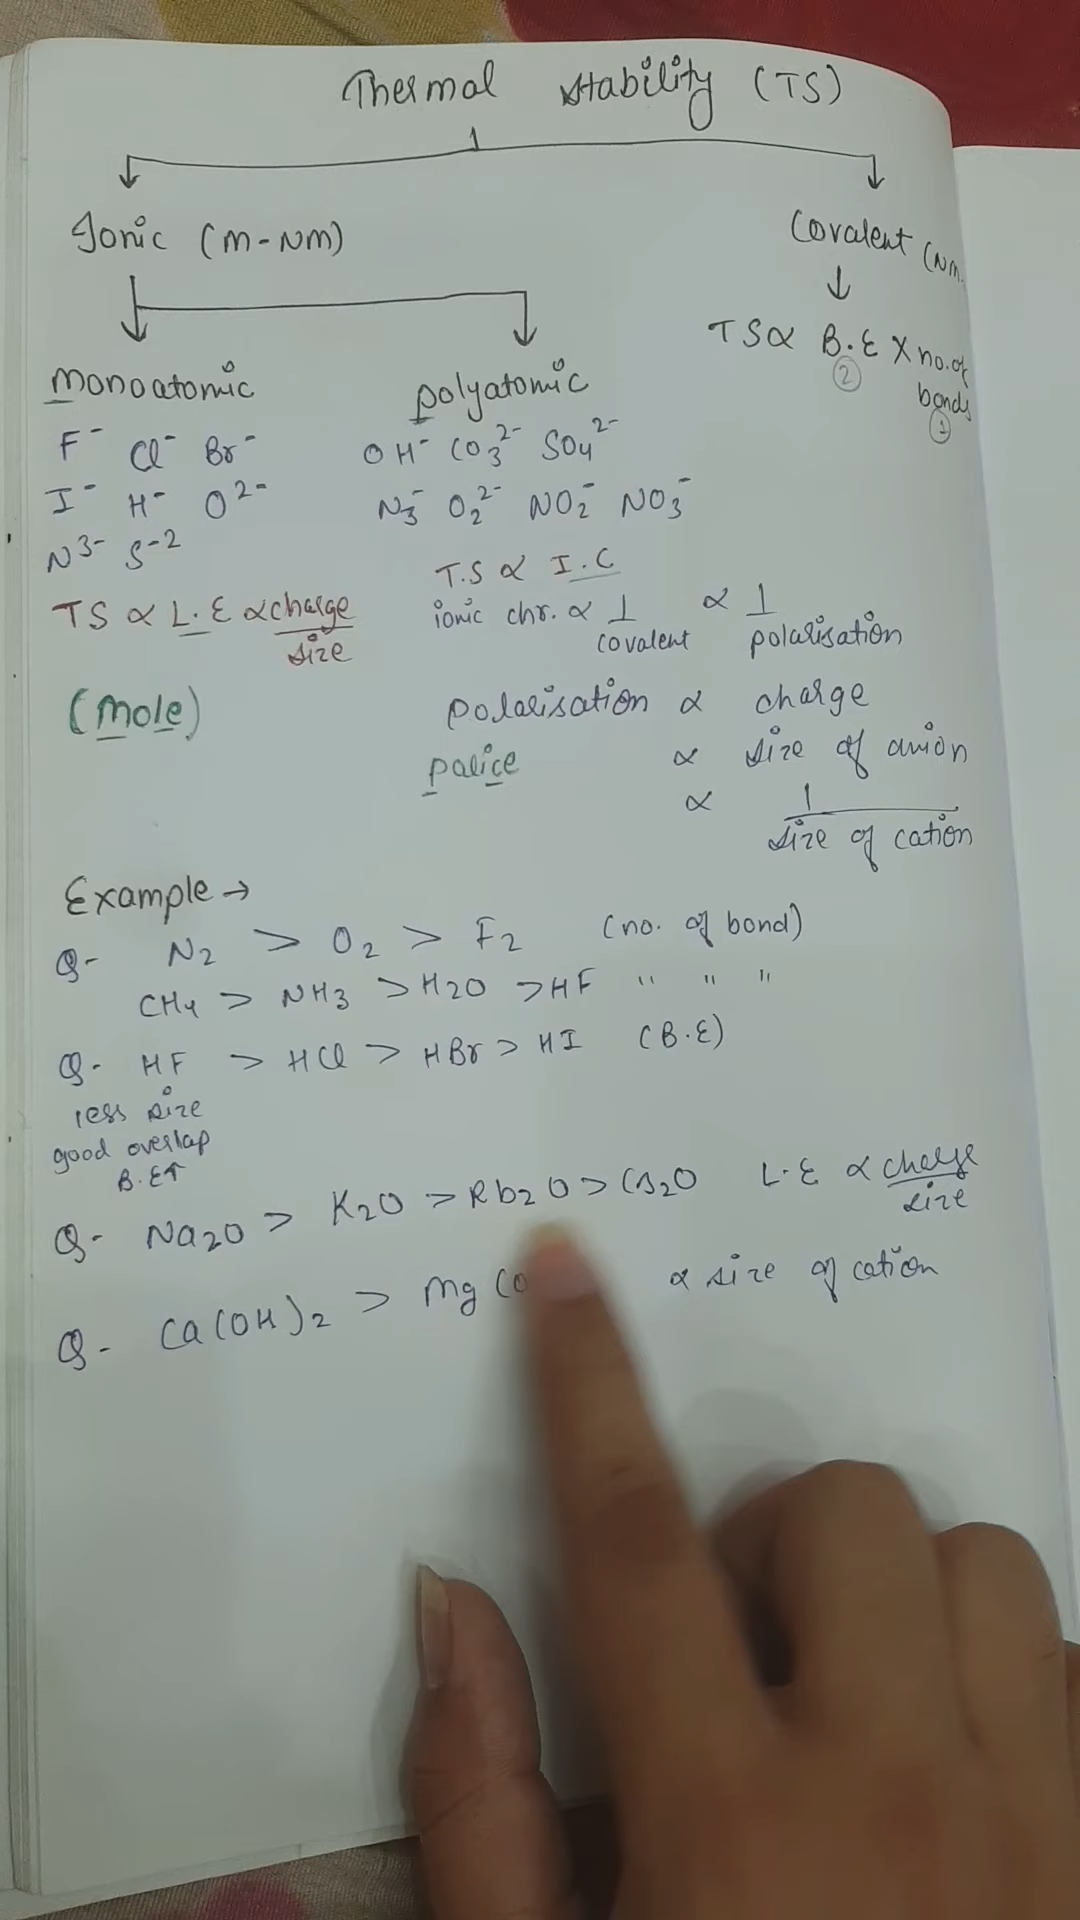 Thermal stability (TS)
Ionic (M-NM)
Covalent (NM.
TS ∝ B.E × no. of bonds
② ①
Monoatomic
F⁻ Cl⁻ Br⁻
I⁻ H⁻ O²⁻
N³⁻ S⁻²
TS ∝ L.E ∝ charge
size
(Mole)
Polyatomic
OH⁻ CO₃²⁻ SO₄²⁻
N₃⁻ O₂²⁻ NO₂⁻ NO₃⁻
T.S ∝ I.C
ionic chr. ∝ 1 ∝ 1
covalent polarisation
polarisation ∝ charge
palice ∝ size of anion
∝ 1
size of cation
Example →
Q- N₂ > O₂ > F₂ (no. of bond)
CH₄ > NH₃ > H₂O > HF " " "
Q- HF > HCl > HBr > HI (B.E)
less size
good overlap
B.E↑
Q- Na₂O > K₂O > Rb₂O > Cs₂O L.E ∝ charge
size
Q- Ca(OH)₂ > Mg(O ∝ size of cation